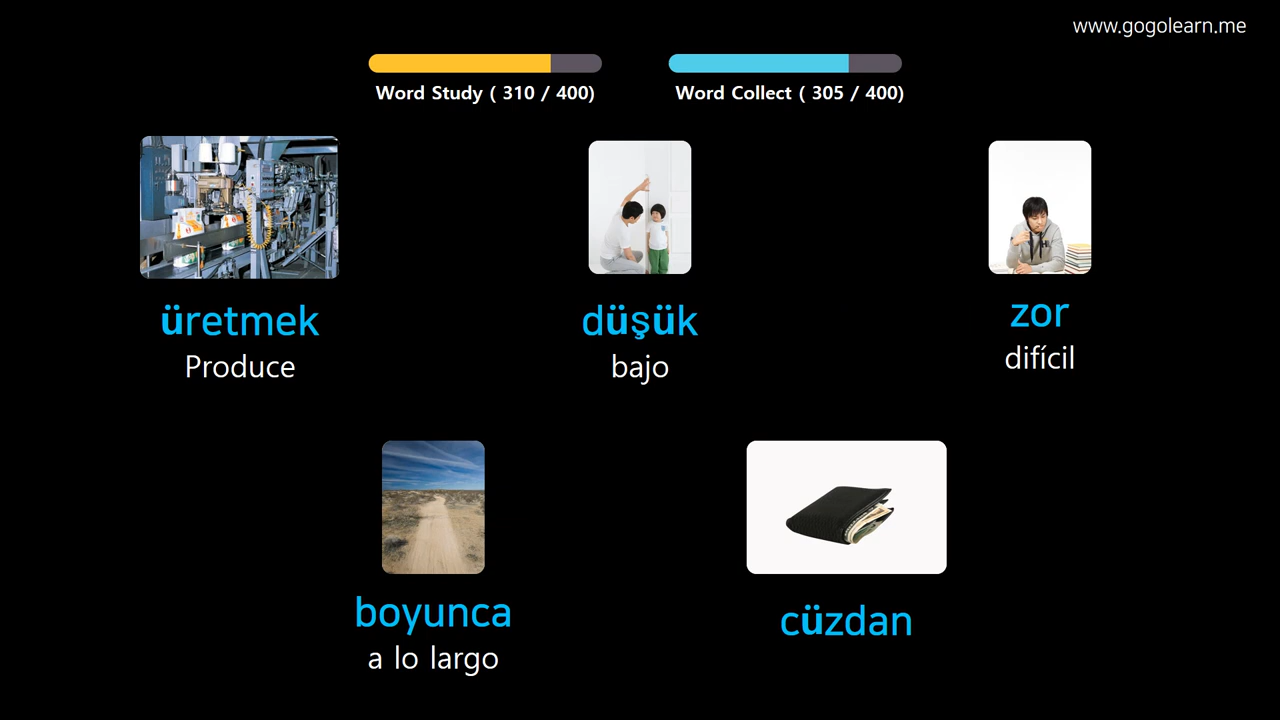 www.gogolearn.me
Word Study ( 310 / 400)
Word Collect ( 305 / 400)
üretmek
Produce
düşük
bajo
zor
difícil
boyunca
a lo largo
cüzdan